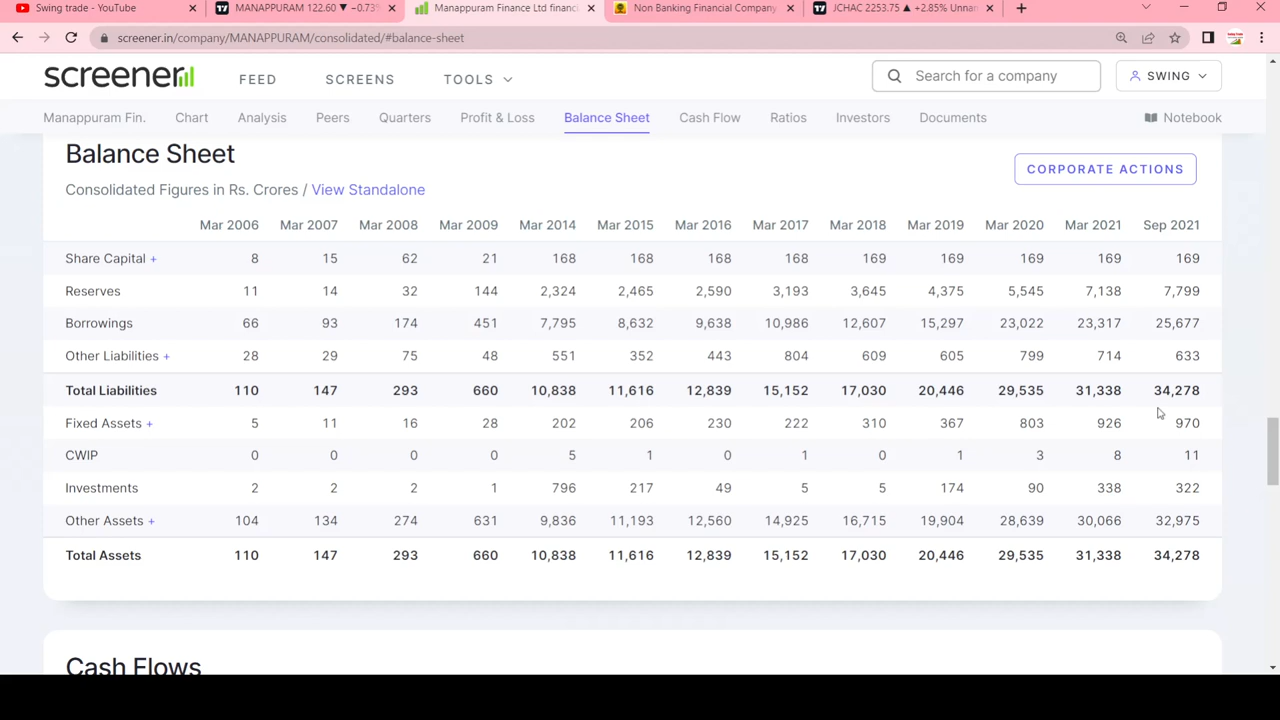 Swing trade - YouTube × MANAPPURAM 122.60 ▼ −0.73% × Manappuram Finance Ltd financi × Non Banking Financial Company × JCHAC 2253.75 ▲ +2.85% Unnan × +
screener.in/company/MANAPPURAM/consolidated/#balance-sheet
screener FEED SCREENS TOOLS Search for a company SWING
Manappuram Fin. Chart Analysis Peers Quarters Profit & Loss Balance Sheet Cash Flow Ratios Investors Documents Notebook
Balance Sheet
CORPORATE ACTIONS
Consolidated Figures in Rs. Crores / View Standalone
Mar 2006 Mar 2007 Mar 2008 Mar 2009 Mar 2014 Mar 2015 Mar 2016 Mar 2017 Mar 2018 Mar 2019 Mar 2020 Mar 2021 Sep 2021
Share Capital + 8 15 62 21 168 168 168 168 169 169 169 169 169
Reserves 11 14 32 144 2,324 2,465 2,590 3,193 3,645 4,375 5,545 7,138 7,799
Borrowings 66 93 174 451 7,795 8,632 9,638 10,986 12,607 15,297 23,022 23,317 25,677
Other Liabilities + 28 29 75 48 551 352 443 804 609 605 799 714 633
Total Liabilities 110 147 293 660 10,838 11,616 12,839 15,152 17,030 20,446 29,535 31,338 34,278
Fixed Assets + 5 11 16 28 202 206 230 222 310 367 803 926 970
CWIP 0 0 0 0 5 1 0 1 0 1 3 8 11
Investments 2 2 2 1 796 217 49 5 5 174 90 338 322
Other Assets + 104 134 274 631 9,836 11,193 12,560 14,925 16,715 19,904 28,639 30,066 32,975
Total Assets 110 147 293 660 10,838 11,616 12,839 15,152 17,030 20,446 29,535 31,338 34,278
Cash Flows